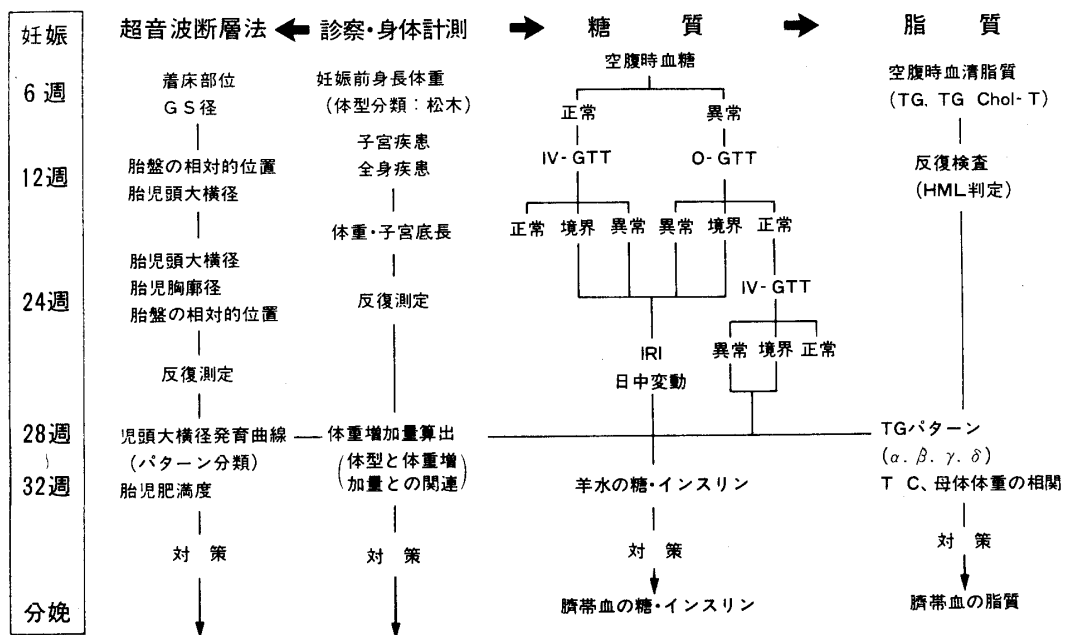 妊娠 超音波断層法 診察・身体計測 糖質 脂質
6週
12週
24週
28週
〜
32週
分娩
着床部位
GS径
胎盤の相対的位置
胎児頭大横径
胎児頭大横径
胎児胸廓径
胎盤の相対的位置
反復測定
児頭大横径発育曲線
(パターン分類)
胎児肥満度
対策
妊娠前身長体重
(体型分類:松木)
子宮疾患
全身疾患
体重・子宮底長
反復測定
体重増加量算出
(体型と体重増
加量との関連)
対策
空腹時血糖
正常 異常
IV-GTT O-GTT
正常 境界 異常 異常 境界 正常
IV-GTT
異常 境界 正常
IRI
日中変動
羊水の糖・インスリン
対策
臍帯血の糖・インスリン
空腹時血清脂質
(TG, TG Chol-T)
反復検査
(HML判定)
TGパターン
(α. β. γ. δ)
T C、母体体重の相関
対策
臍帯血の脂質